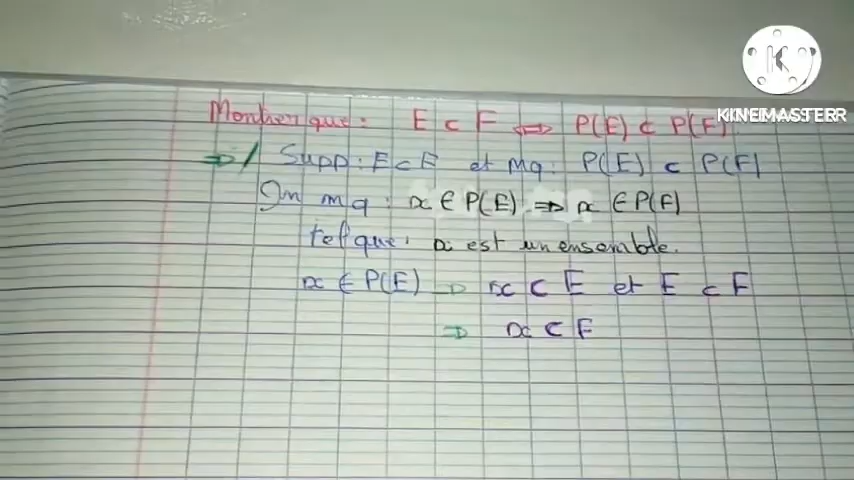 KINEMASTER
Montrer que : E ⊂ F ⟺ P(E) ⊂ P(F)
⇒/ Supp : E ⊂ E et Mq : P(E) ⊂ P(F)
On mq : x ∈ P(E) ⇒ x ∈ P(F)
tel que : x est un ensemble.
x ∈ P(E) ⇒ x ⊂ E et E ⊂ F
⇒ x ⊂ F